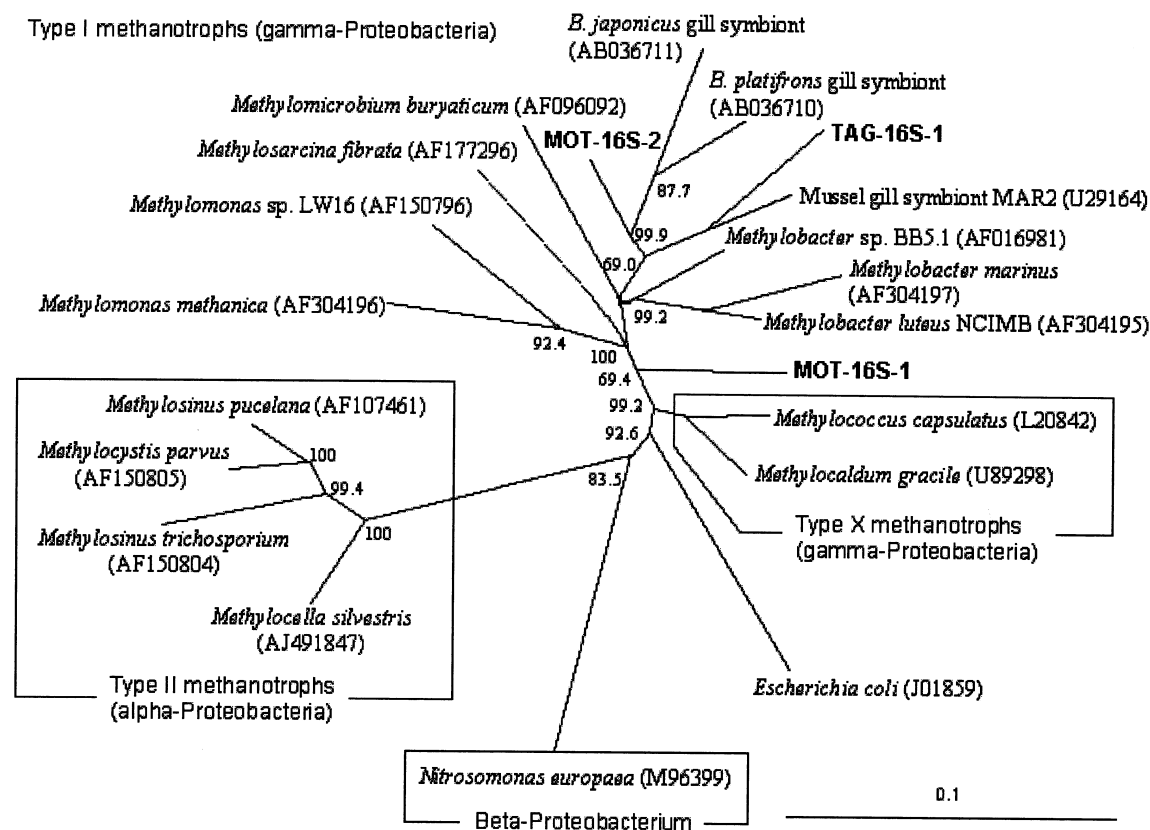 Type I methanotrophs (gamma-Proteobacteria)
B. japonicus gill symbiont
(AB036711)
B. platifrons gill symbiont
(AB036710)
Methylomicrobium buryaticum (AF096092)
MOT-16S-2
TAG-16S-1
Methylosarcina fibrata (AF177296)
87.7
Mussel gill symbiont MAR2 (U29164)
Methylomonas sp. LW16 (AF150796)
99.9
Methylobacter sp. BB5.1 (AF016981)
69.0
Methylobacter marinus
(AF304197)
Methylomonas methanica (AF304196)
99.2
Methylobacter luteus NCIMB (AF304195)
92.4
100
69.4
MOT-16S-1
99.2
Methylococcus capsulatus (L20842)
92.6
Methylocaldum gracile (U89298)
83.5
Type X methanotrophs
(gamma-Proteobacteria)
Methylosinus pucelana (AF107461)
Methylocystis parvus
(AF150805)
100
99.4
Methylosinus trichosporium
(AF150804)
100
Methylocella silvestris
(AJ491847)
Type II methanotrophs
(alpha-Proteobacteria)
Escherichia coli (J01859)
Nitrosomonas europaea (M96399)
Beta-Proteobacterium
0.1